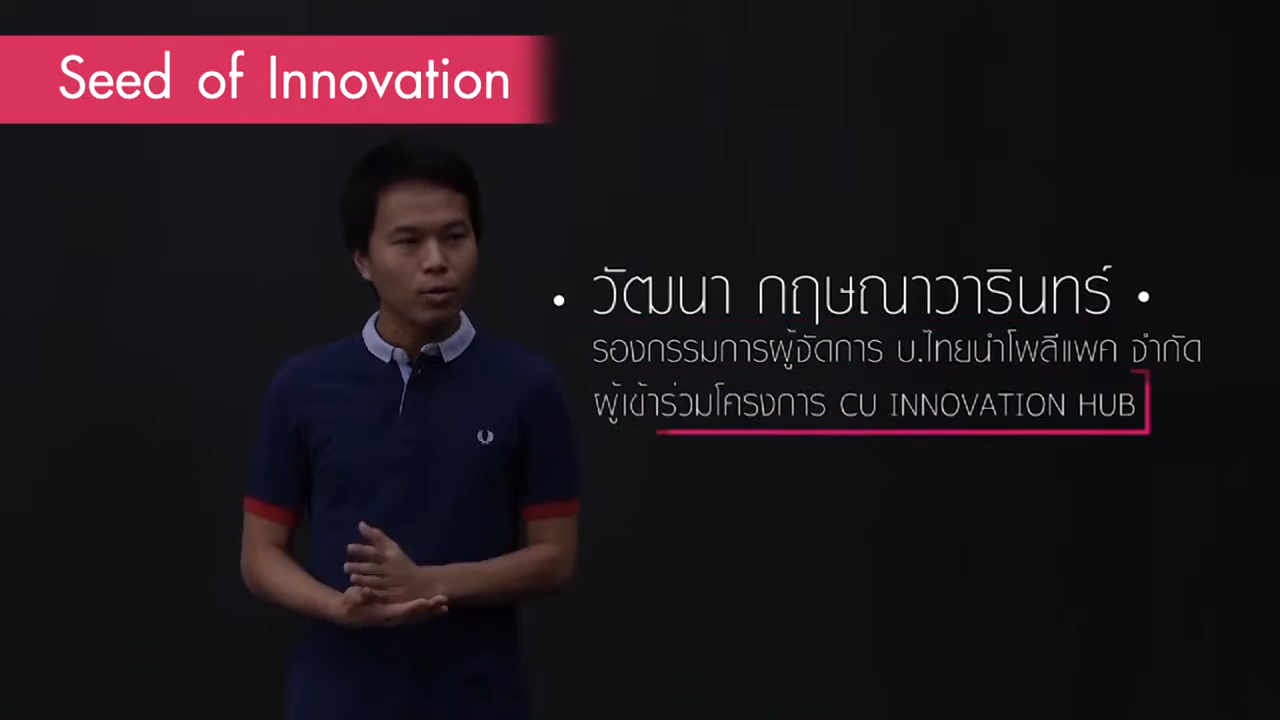 Seed of Innovation
• วัฒนา กฤษณาวารินทร์ •
รองกรรมการผู้จัดการ บ.ไทยนำโพลีแพค จำกัด
ผู้เข้าร่วมโครงการ CU INNOVATION HUB